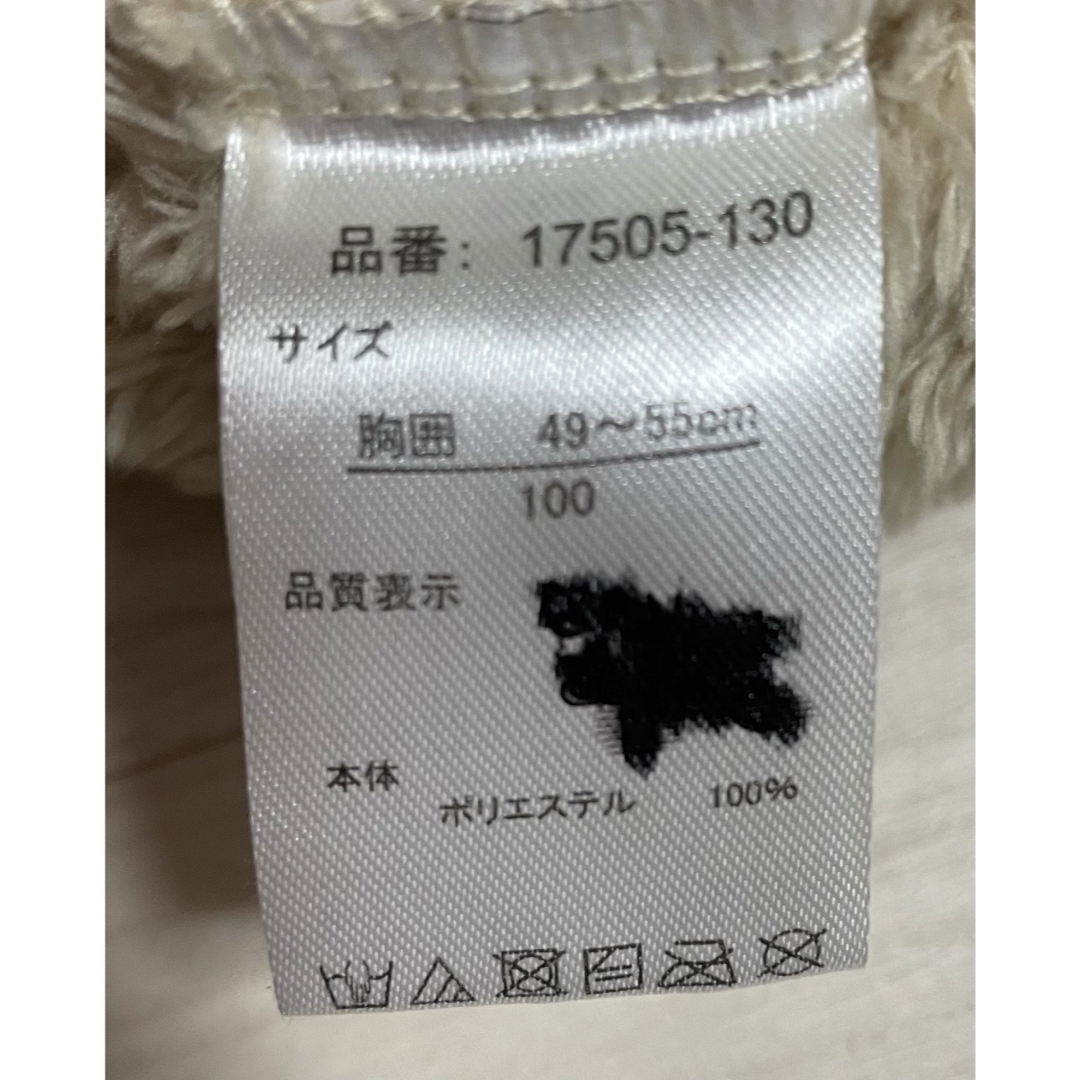 品番: 17505-130
サイズ
胸囲 49～55cm
100
品質表示
本体
ポリエステル 100%